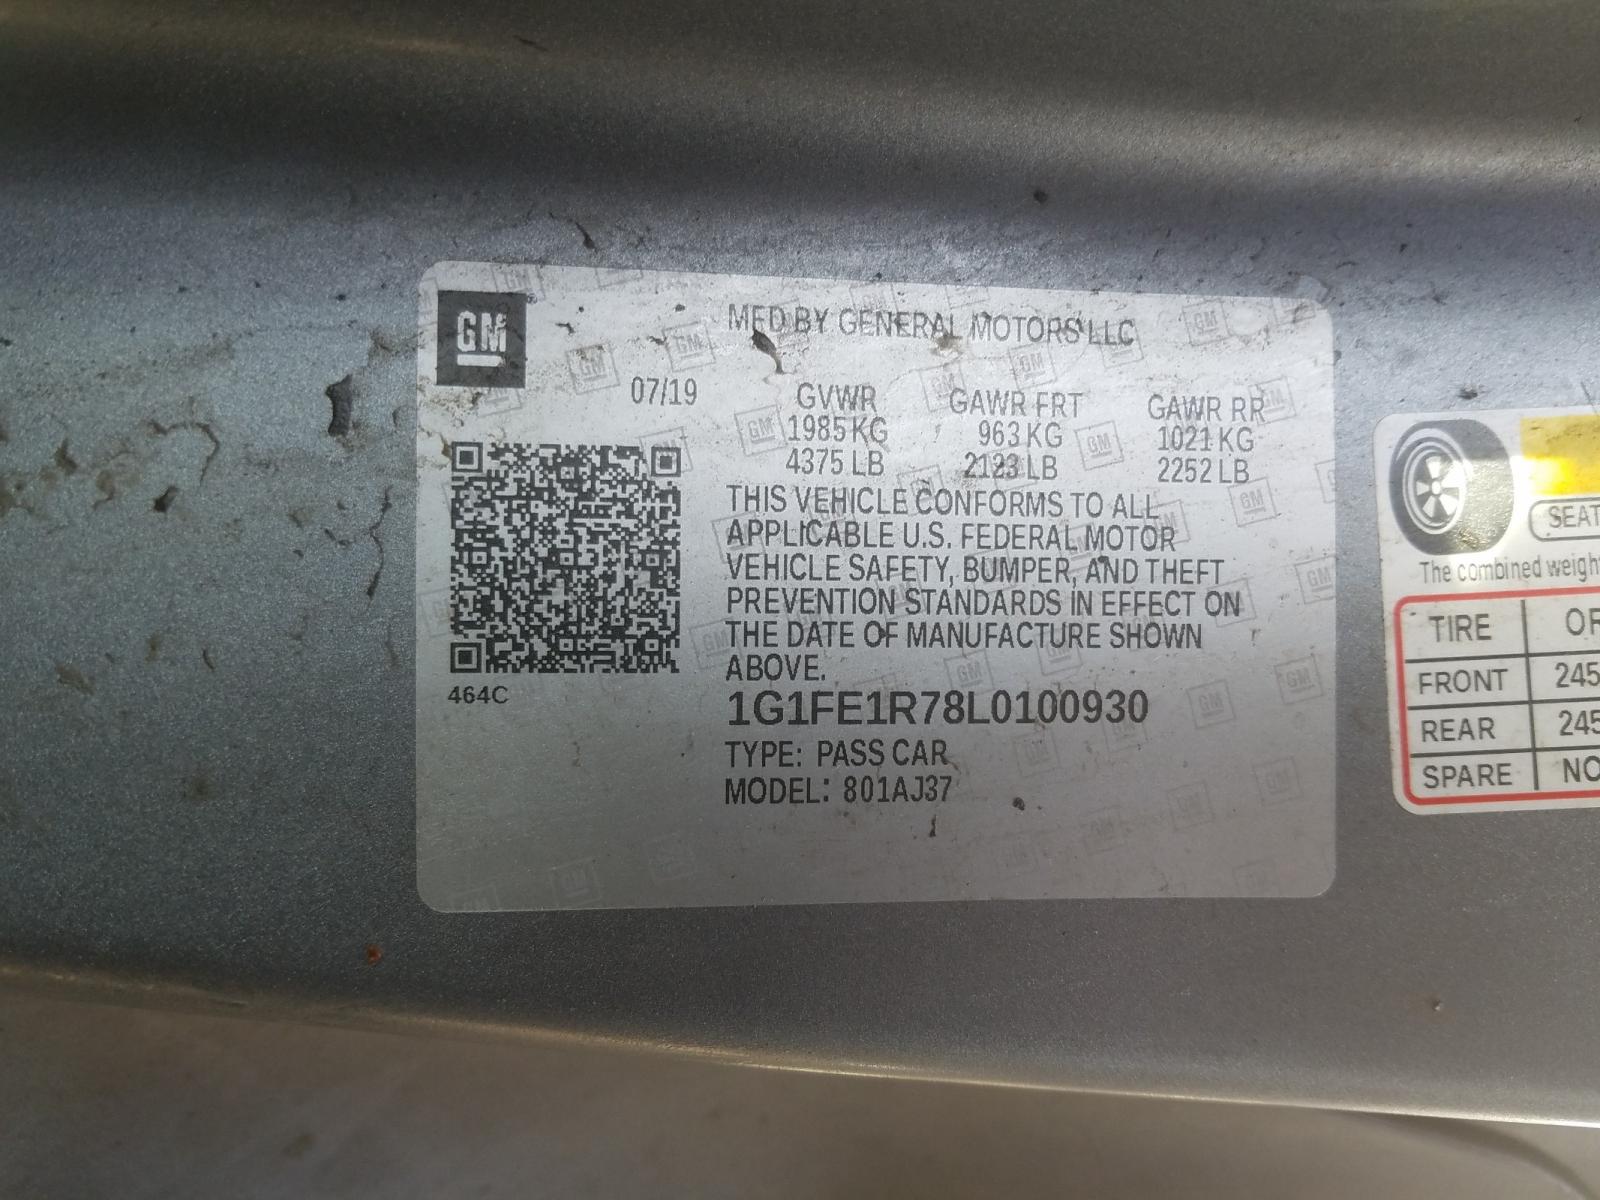 GM
MFD BY GENERAL MOTORS LLC
07/19
GVWR GAWR FRT GAWR RR
1985 KG 963 KG 1021 KG
4375 LB 2123 LB 2252 LB
THIS VEHICLE CONFORMS TO ALL
APPLICABLE U.S. FEDERAL MOTOR
VEHICLE SAFETY, BUMPER, AND THEFT
PREVENTION STANDARDS IN EFFECT ON
THE DATE OF MANUFACTURE SHOWN
ABOVE.
464C
1G1FE1R78L0100930
TYPE: PASS CAR
MODEL: 801AJ37
SEAT
The combined weigh
TIRE OR
FRONT 245
REAR 245
SPARE NO